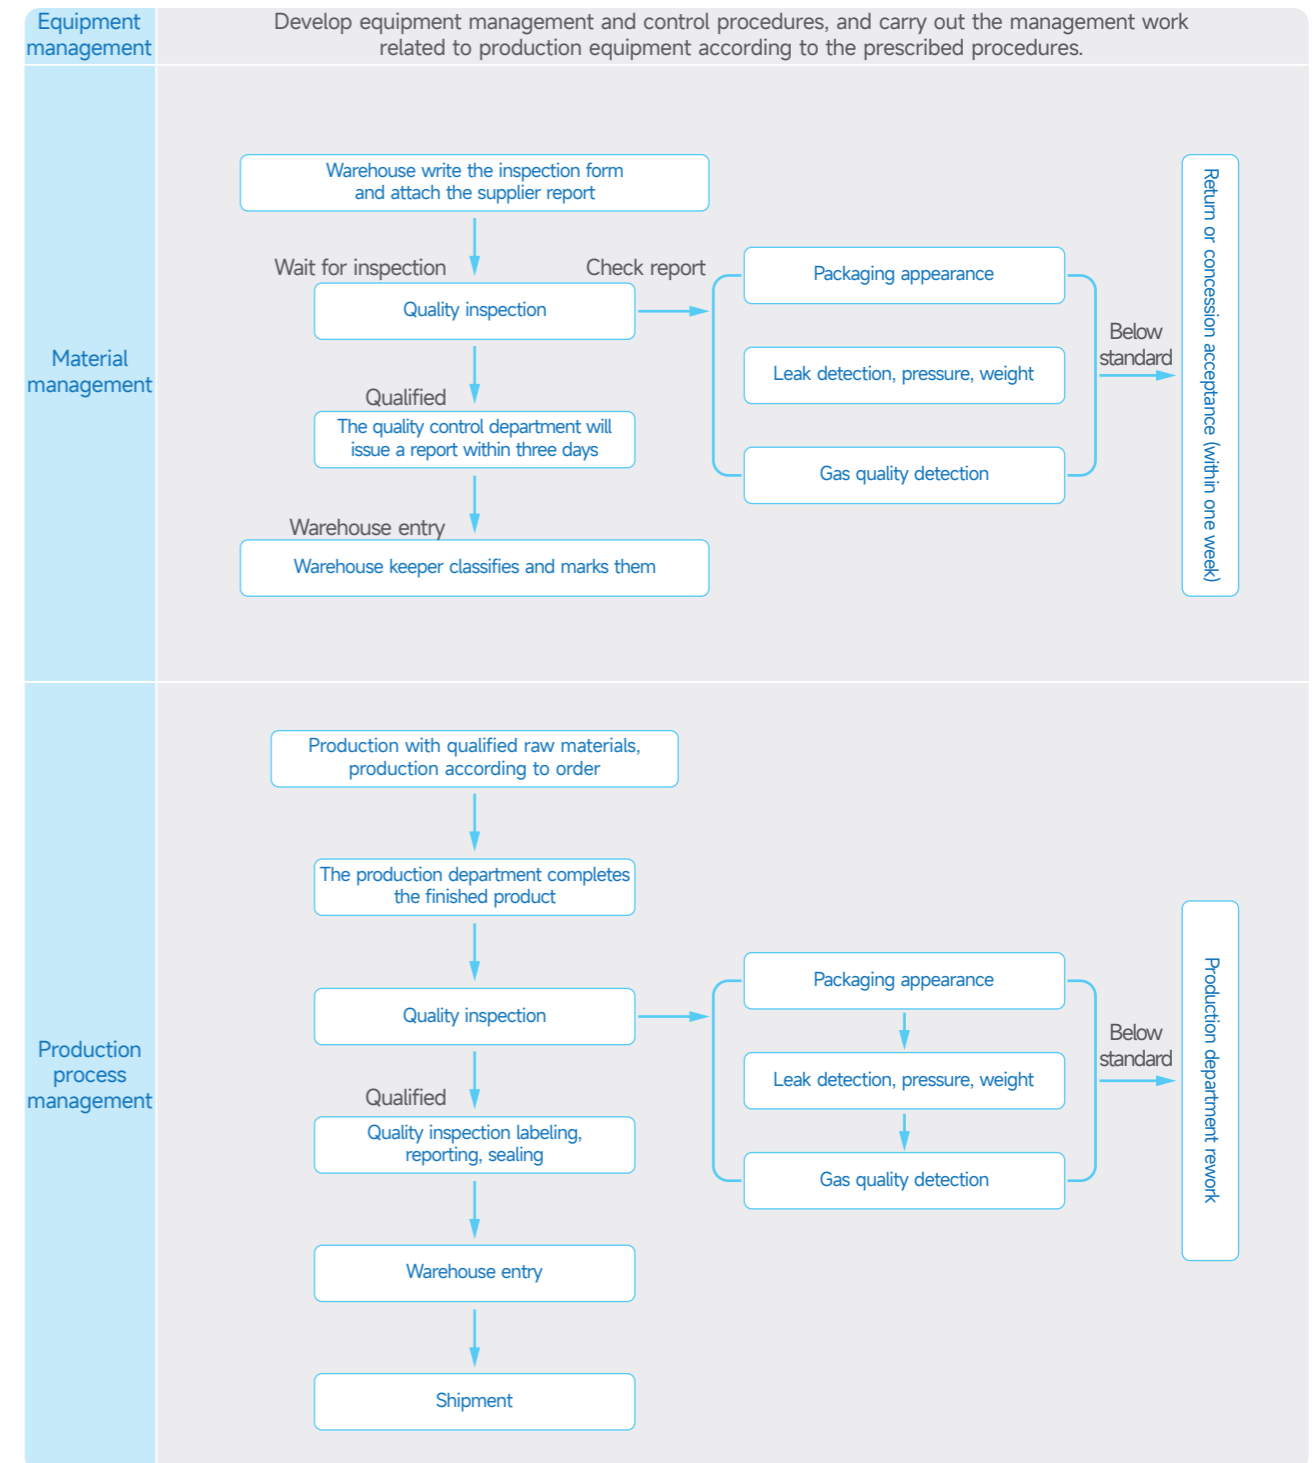 Equipment
management
Develop equipment management and control procedures, and carry out the management work
related to production equipment according to the prescribed procedures.
Material
management
Warehouse write the inspection form
and attach the supplier report
Wait for inspection
Check report
Quality inspection
Packaging appearance
Leak detection, pressure, weight
Gas quality detection
Below
standard
Return or concession acceptance (within one week)
Qualified
The quality control department will
issue a report within three days
Warehouse entry
Warehouse keeper classifies and marks them
Production
process
management
Production with qualified raw materials,
production according to order
The production department completes
the finished product
Quality inspection
Packaging appearance
Leak detection, pressure, weight
Gas quality detection
Below
standard
Production department rework
Qualified
Quality inspection labeling,
reporting, sealing
Warehouse entry
Shipment